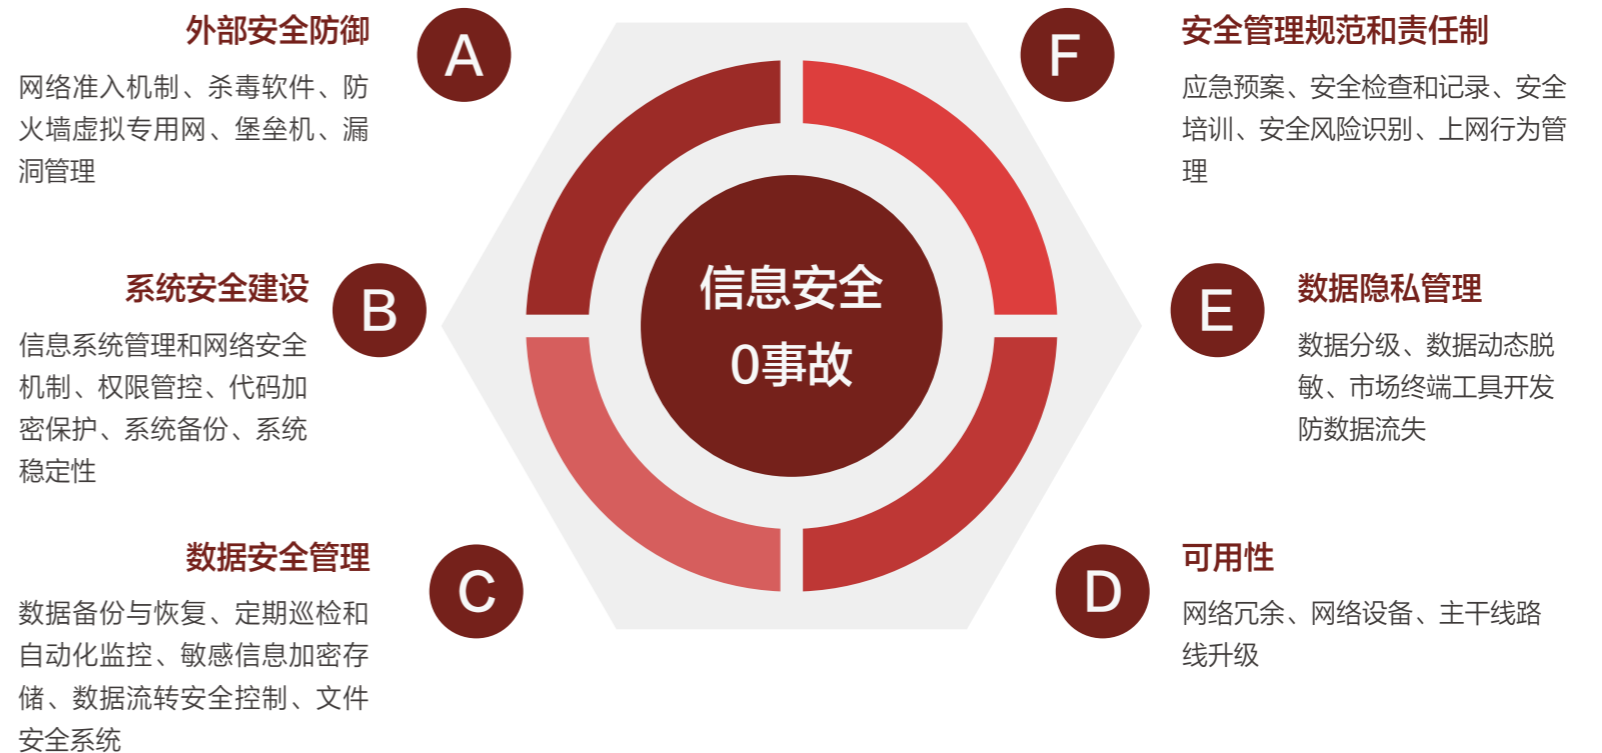 外部安全防御
A
网络准入机制、杀毒软件、防
火墙虚拟专用网、堡垒机、漏
洞管理
系统安全建设
B
信息系统管理和网络安全
机制、权限管控、代码加
密保护、系统备份、系统
稳定性
数据安全管理
C
数据备份与恢复、定期巡检和
自动化监控、敏感信息加密存
储、数据流转安全控制、文件
安全系统
信息安全
0事故
F
安全管理规范和责任制
应急预案、安全检查和记录、安全
培训、安全风险识别、上网行为管
理
E
数据隐私管理
数据分级、数据动态脱
敏、市场终端工具开发
防数据流失
D
可用性
网络冗余、网络设备、主干线路
线升级